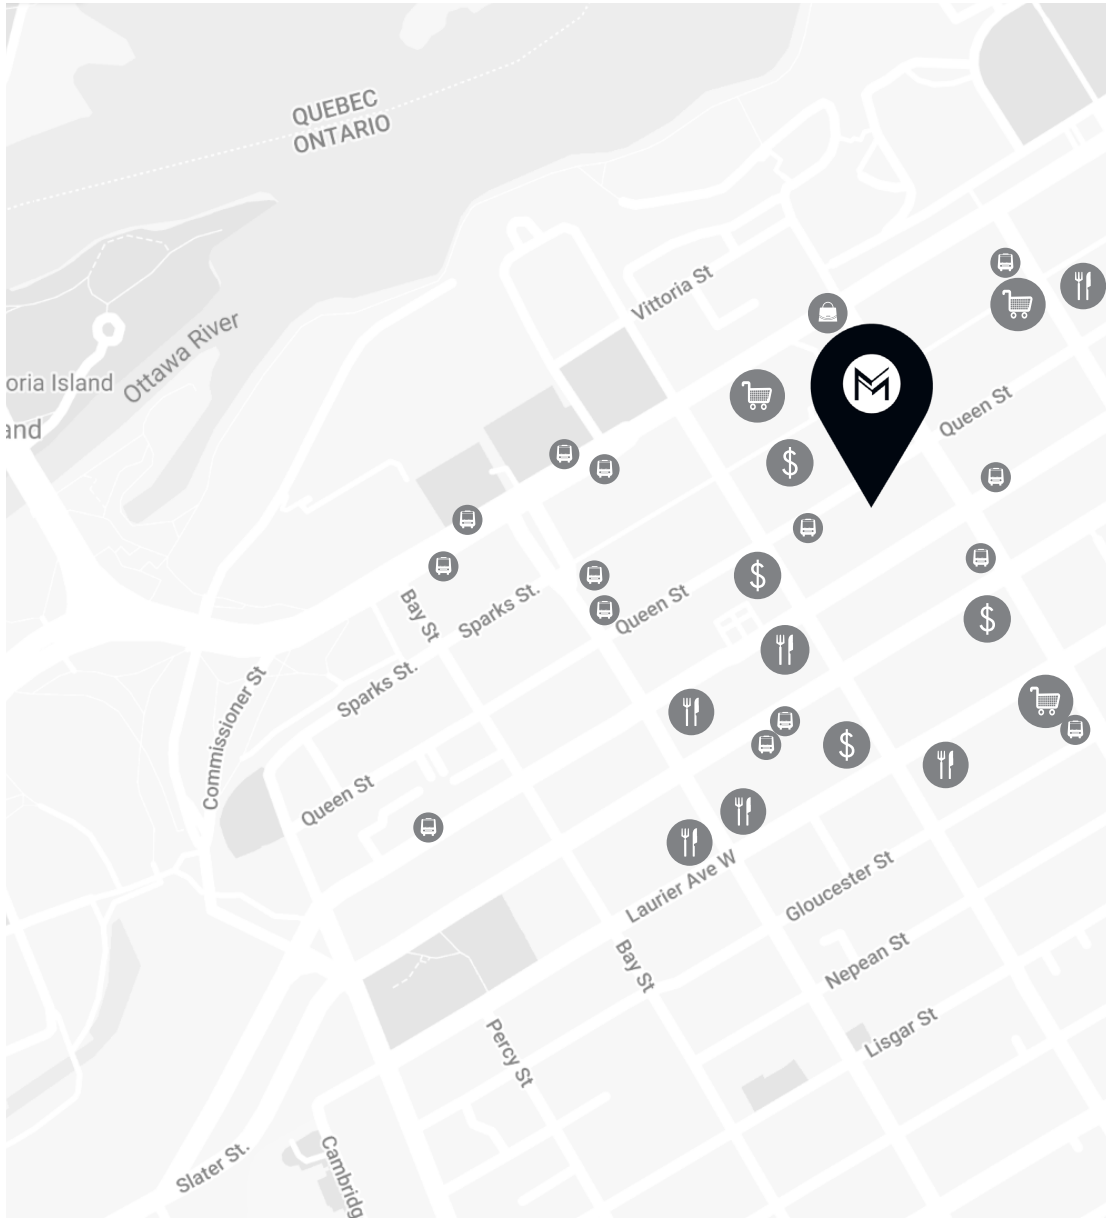 QUEBEC
ONTARIO
Vittoria St
Ottawa River
oria Island
and
Queen St
$
Bay St
Sparks St.
$
Queen St
$
Sparks St.
Commissioner St
Queen St
$
Laurier Ave W
Gloucester St
Bay St
Nepean St
Lisgar St
Percy St
Slater St.
Cambridg